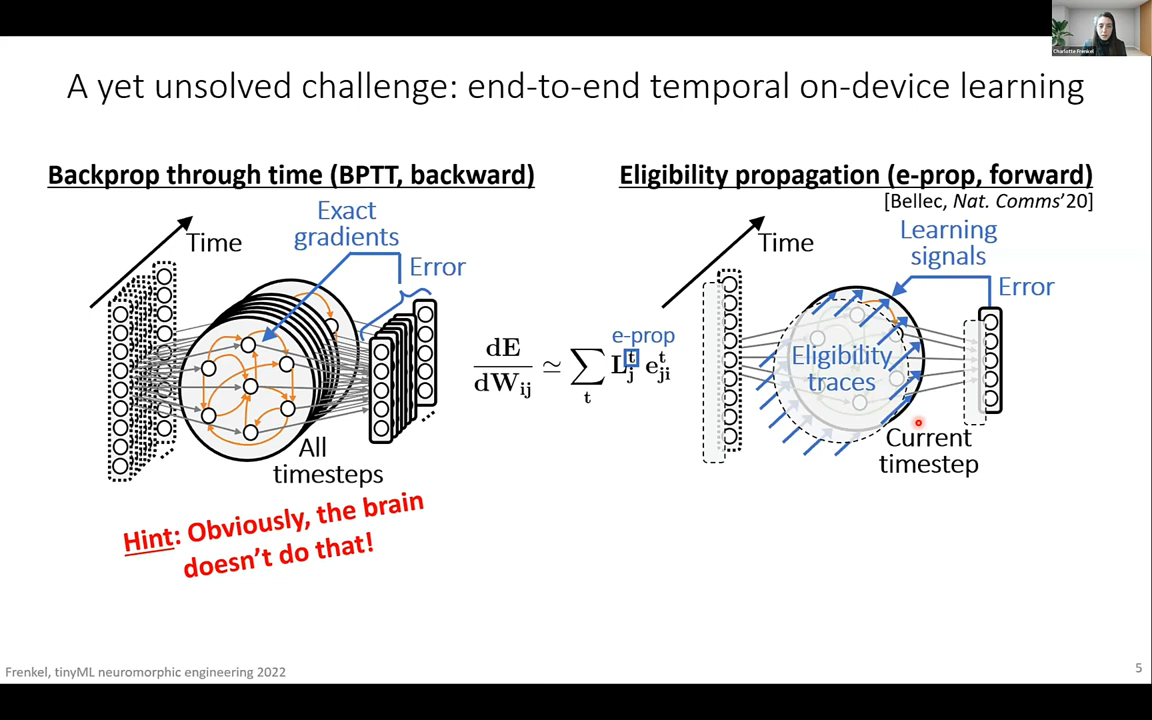 Charlotte Frenkel
A yet unsolved challenge: end-to-end temporal on-device learning
Backprop through time (BPTT, backward)
Time
Exact
gradients
Error
All
timesteps
Hint: Obviously, the brain
doesn't do that!
dE
dW_ij
≃ ∑ L_j^t e_ji^t
t
e-prop
Eligibility propagation (e-prop, forward)
[Bellec, Nat. Comms'20]
Time
Learning
signals
Error
Eligibility
traces
Current
timestep
Frenkel, tinyML neuromorphic engineering 2022
5